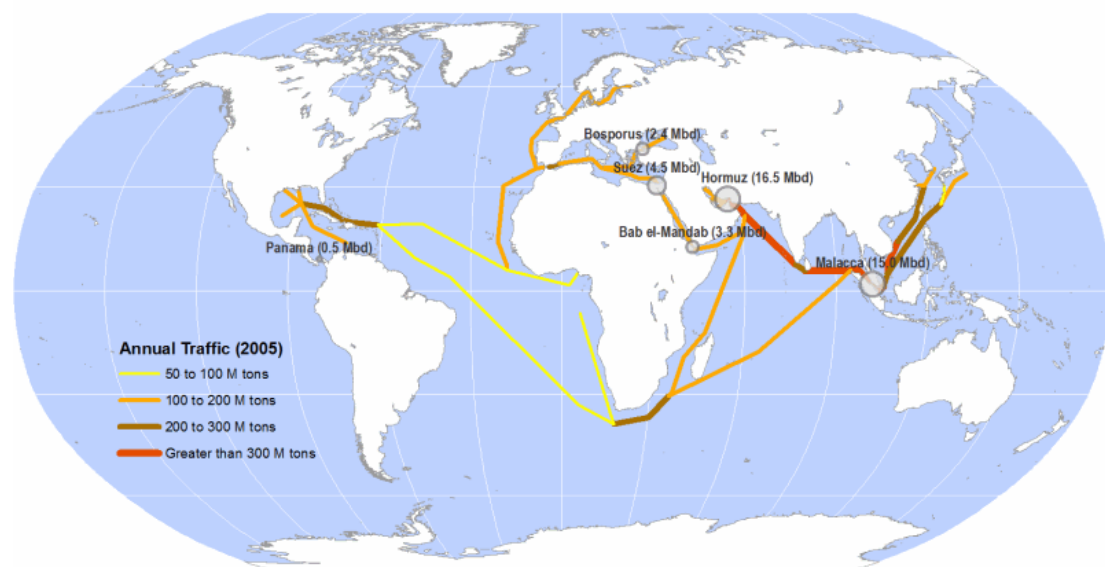 Bosporus (2.4 Mbd)
Suez (4.5 Mbd)
Hormuz (16.5 Mbd)
Bab el-Mandab (3.3 Mbd)
Panama (0.5 Mbd)
Malacca (15.0 Mbd)
Annual Traffic (2005)
50 to 100 M tons
100 to 200 M tons
200 to 300 M tons
Greater than 300 M tons